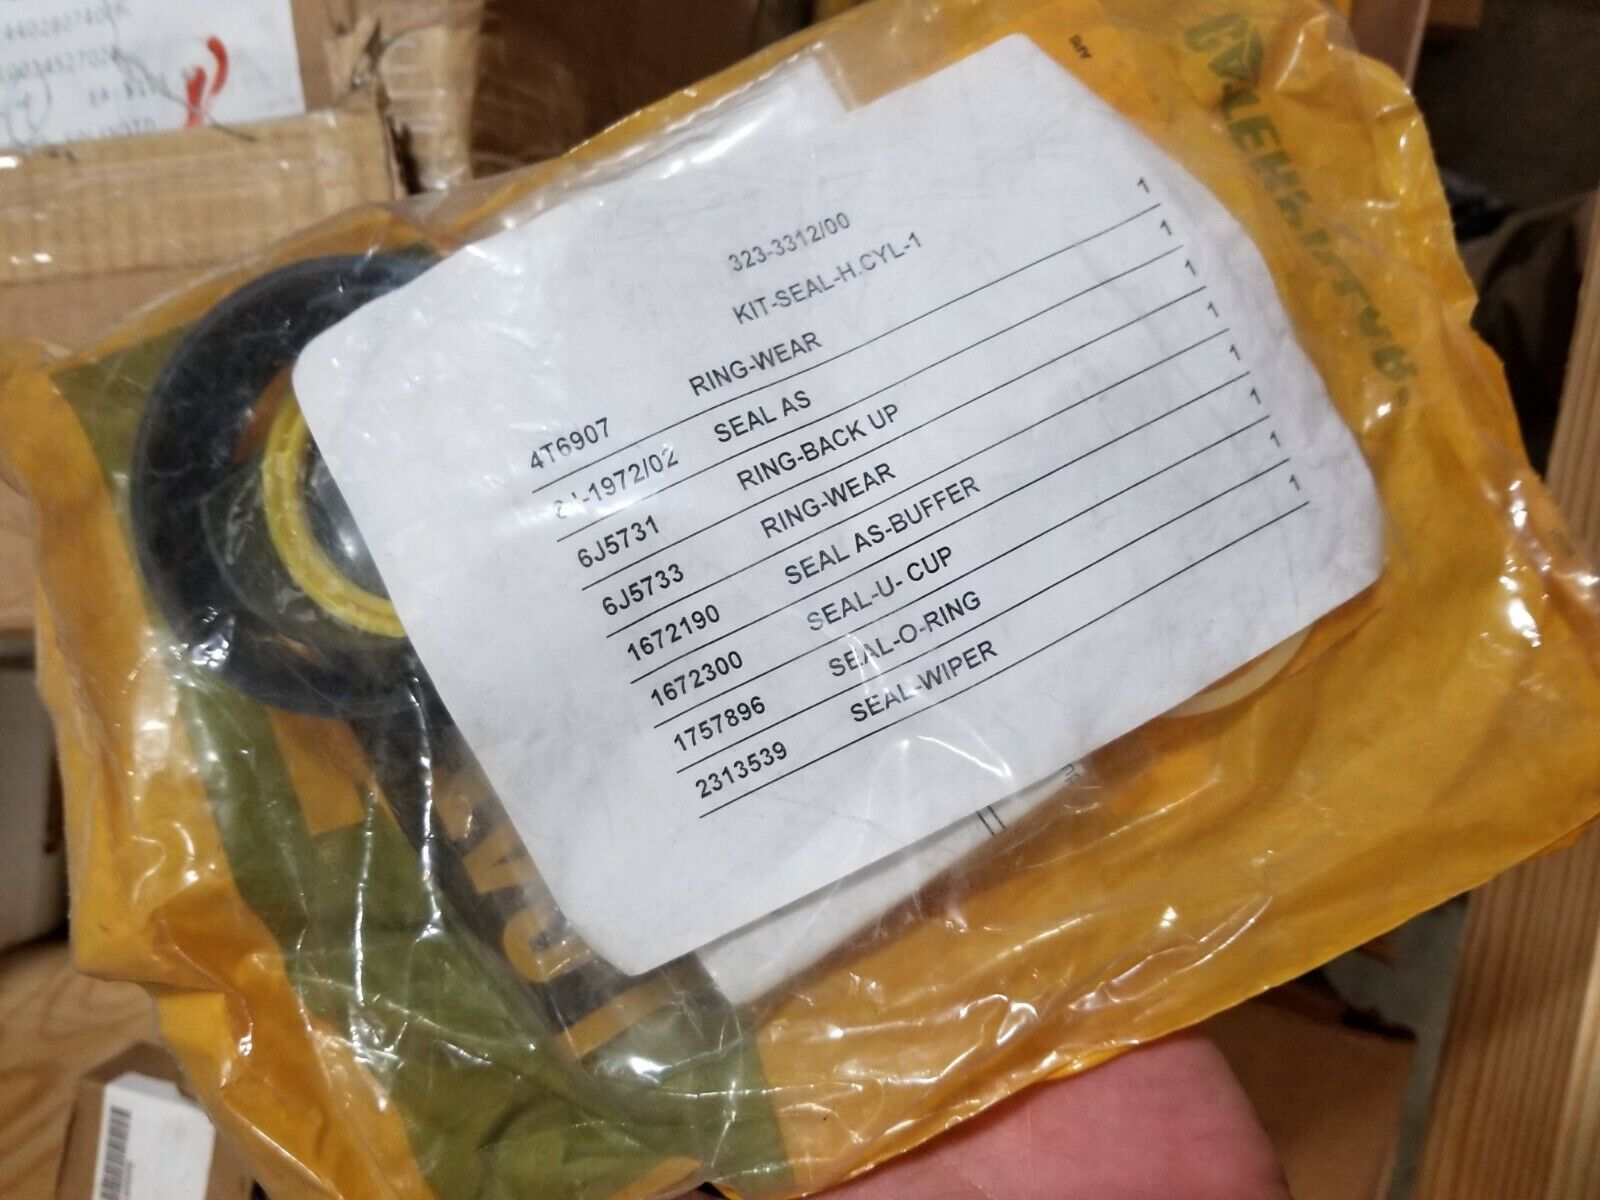 323-3312/00
KIT-SEAL-H.CYL-1
4T6907 RING-WEAR 1
-1972/02 SEAL AS 1
6J5731 RING-BACK UP 1
6J5733 RING-WEAR 1
1672190 SEAL AS-BUFFER 1
1672300 SEAL-U- CUP 1
1757896 SEAL-O-RING 1
2313539 SEAL-WIPER 1